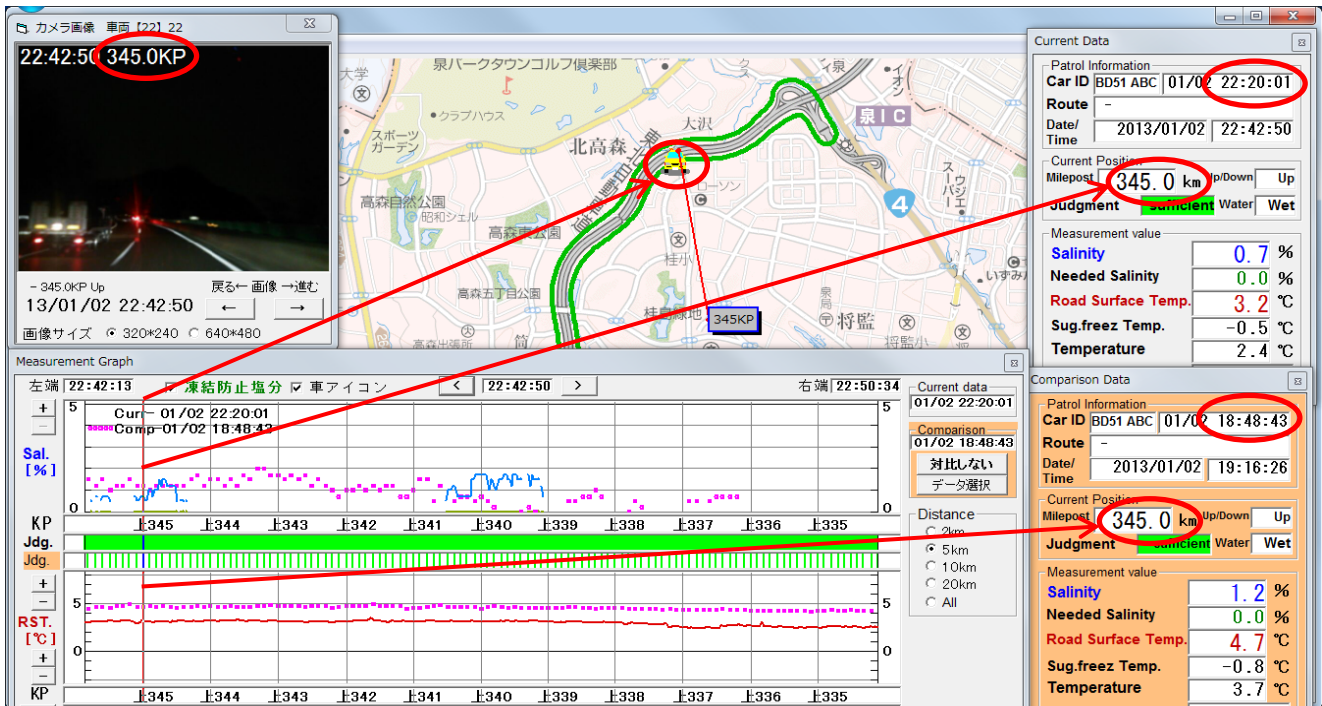 カメラ画像 車両【22】22
22:42:50 345.0KP
- 345.0KP Up 戻る← 画像 →進む
13/01/02 22:42:50 ← →
画像サイズ 320*240 640*480
泉パークタウンゴルフ倶楽部
大学
クラブハウス
スポーツ
ガーデン
大沢
泉IC
北高森
東北自動車道
高森自然公園
昭和シェル
高森東公園
ローソン
桂小
4
高森五丁目公園
345KP
将監
将監小
Current Data
Patrol Information
Car ID BD51 ABC 01/02 22:20:01
Route -
Date/
Time 2013/01/02 22:42:50
Current Position
Milepost 345.0 km Up/Down Up
Judgment Sufficient Water Wet
Measurement value
Salinity 0.7 %
Needed Salinity 0.0 %
Road Surface Temp. 3.2 ℃
Sug.freez Temp. -0.5 ℃
Temperature 2.4 ℃
Measurement Graph
左端 22:42:13 凍結防止塩分 車アイコン < 22:42:50 > 右端 22:50:34
+ 5 Curr- 01/02 22:20:01 5
- Comp-01/02 18:48:43
Sal.
[%]
0 0
KP 上345 上344 上343 上342 上341 上340 上339 上338 上337 上336 上335
Jdg.
Jdg.
+
- 5 5
RST.
[℃]
+ 0 0
-
KP 上345 上344 上343 上342 上341 上340 上339 上338 上337 上336 上335
Current data
01/02 22:20:01
Comparison
01/02 18:48:43
対比しない
データ選択
Distance
2km
5km
10km
20km
All
Comparison Data
Patrol Information
Car ID BD51 ABC 01/02 18:48:43
Route -
Date/
Time 2013/01/02 19:16:26
Current Position
Milepost 345.0 km Up/Down Up
Judgment Sufficient Water Wet
Measurement value
Salinity 1.2 %
Needed Salinity 0.0 %
Road Surface Temp. 4.7 ℃
Sug.freez Temp. -0.8 ℃
Temperature 3.7 ℃